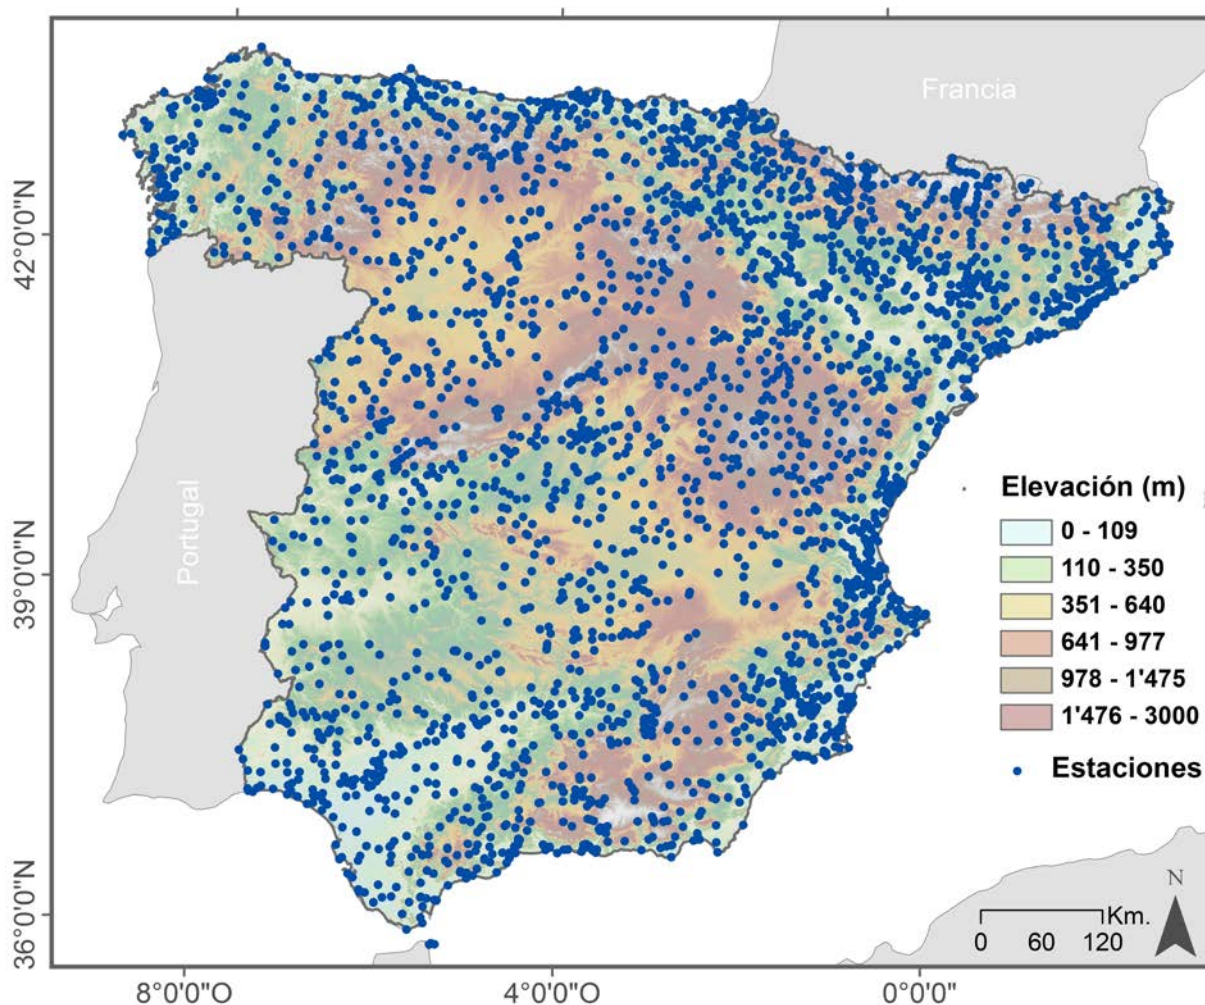 Francia
42°0'0"N
Portugal
39°0'0"N
Elevación (m)
0 - 109
110 - 350
351 - 640
641 - 977
978 - 1'475
1'476 - 3000
Estaciones
36°0'0"N
N
Km.
0 60 120
8°0'0"O 4°0'0"O 0°0'0"